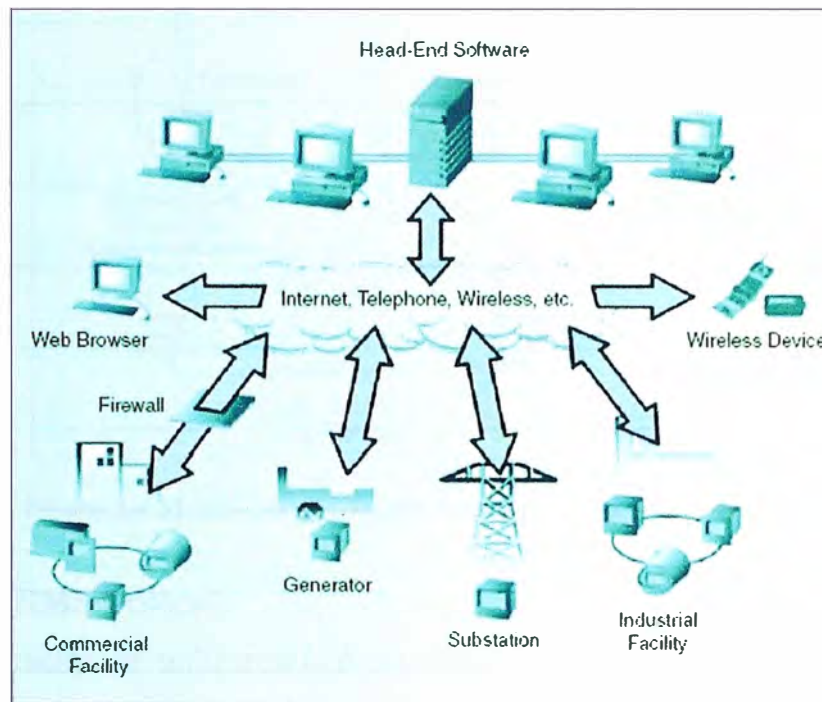 Head-End Software
Internet, Telephone, Wireless, etc.
Web Browser
Wireless Device
Firewall
Generator
Substation
Commercial
Facility
Industrial
Facility